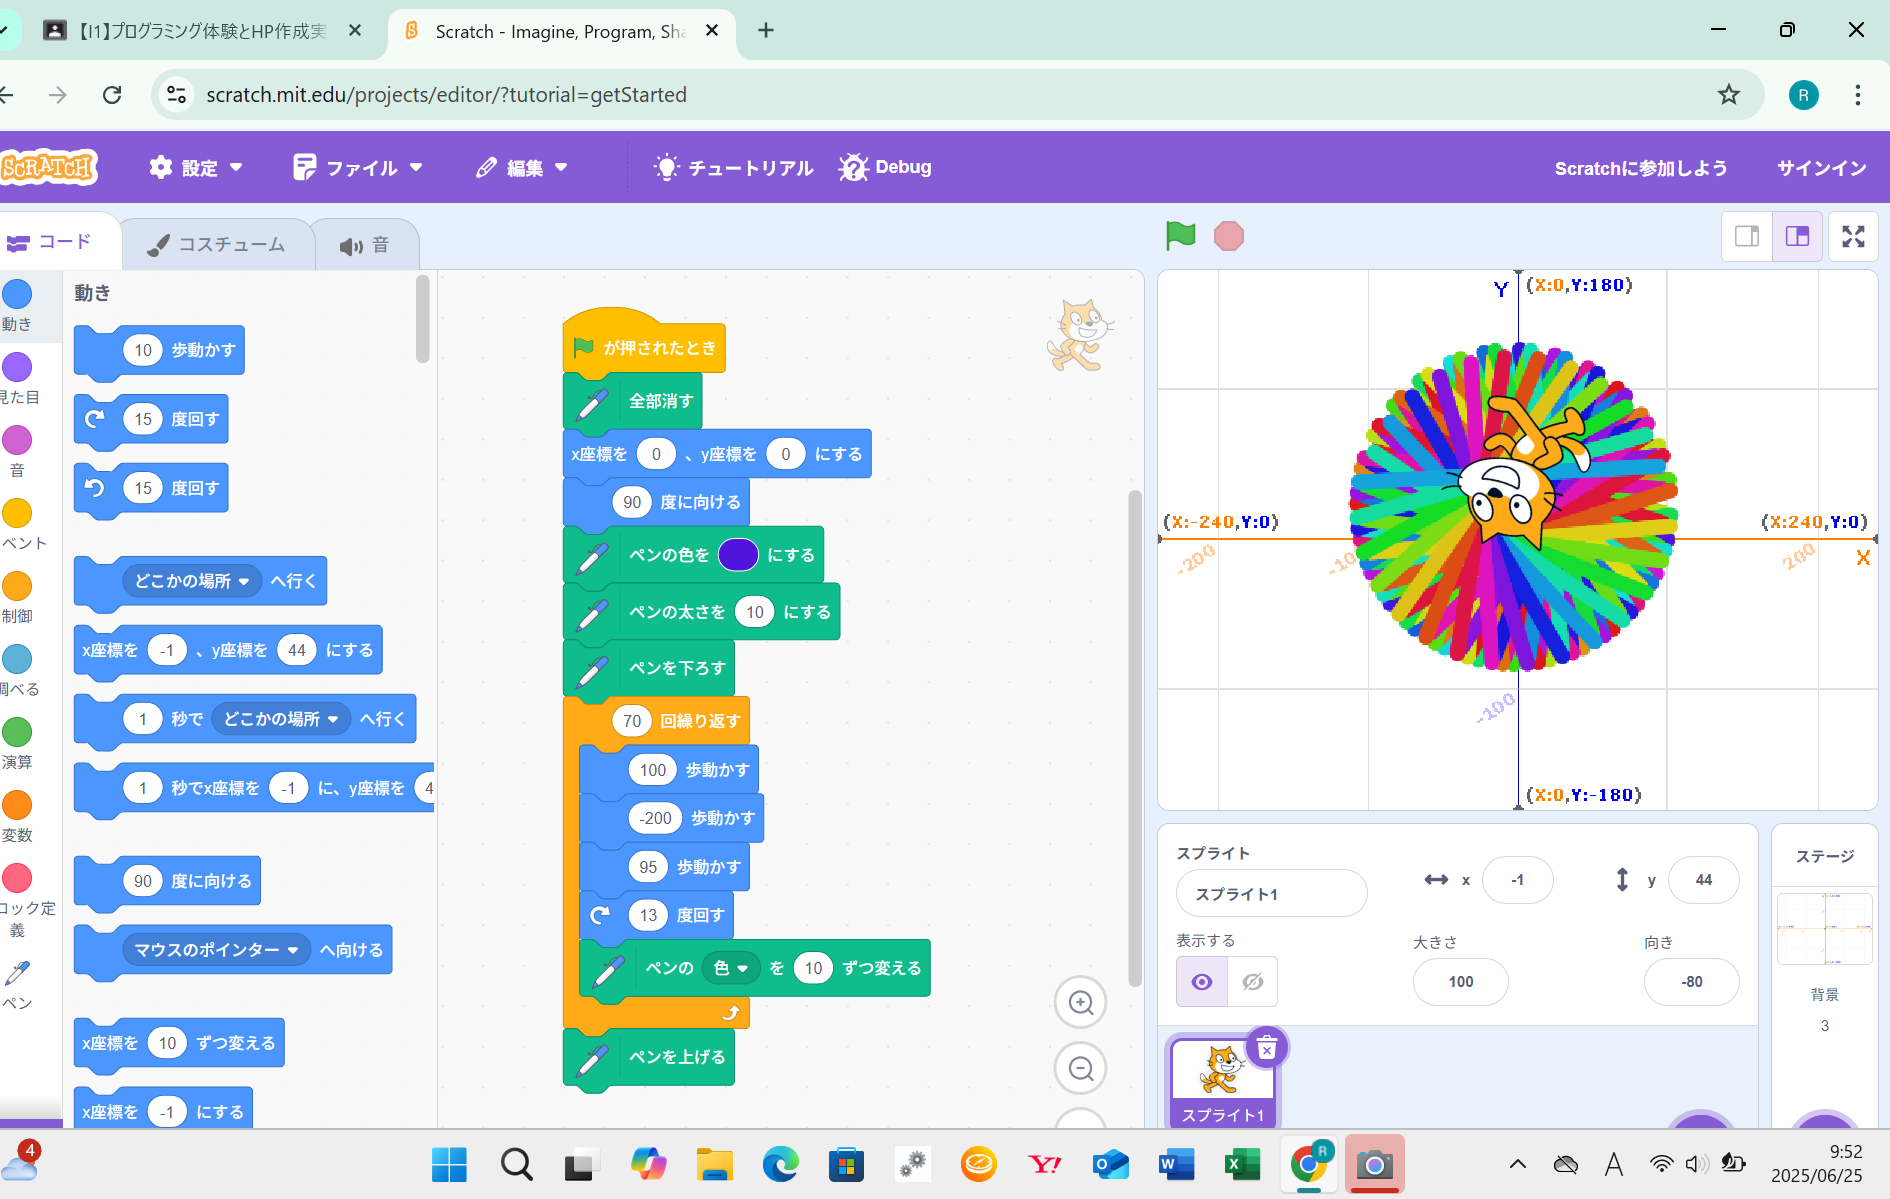 【I1】プログラミング体験とHP作成実
Scratch - Imagine, Program, Sha
scratch.mit.edu/projects/editor/?tutorial=getStarted
R
SCRATCH
設定
ファイル
編集
チュートリアル
Debug
Scratchに参加しよう
サインイン
コード
コスチューム
音
動き
見た目
音
ベント
制御
調べる
演算
変数
ロック定
義
ペン
動き
10 歩動かす
15 度回す
15 度回す
どこかの場所 へ行く
x座標を -1 、y座標を 44 にする
1 秒で どこかの場所 へ行く
1 秒でx座標を -1 に、y座標を 4
90 度に向ける
マウスのポインター へ向ける
x座標を 10 ずつ変える
x座標を -1 にする
が押されたとき
全部消す
x座標を 0 、y座標を 0 にする
90 度に向ける
ペンの色を にする
ペンの太さを 10 にする
ペンを下ろす
70 回繰り返す
100 歩動かす
-200 歩動かす
95 歩動かす
13 度回す
ペンの 色 を 10 ずつ変える
ペンを上げる
Y (X:0,Y:180)
(X:-240,Y:0)
(X:240,Y:0)
-200
-10
200
X
-100
(X:0,Y:-180)
スプライト
スプライト1
x -1
y 44
表示する
大きさ
100
向き
-80
スプライト1
ステージ
背景
3
4
R
A
9:52
2025/06/25